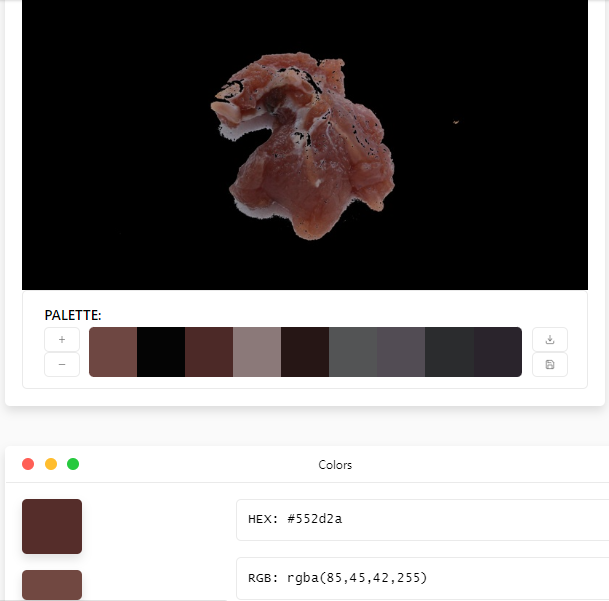 PALETTE:
+
−
Colors
HEX: #552d2a
RGB: rgba(85,45,42,255)